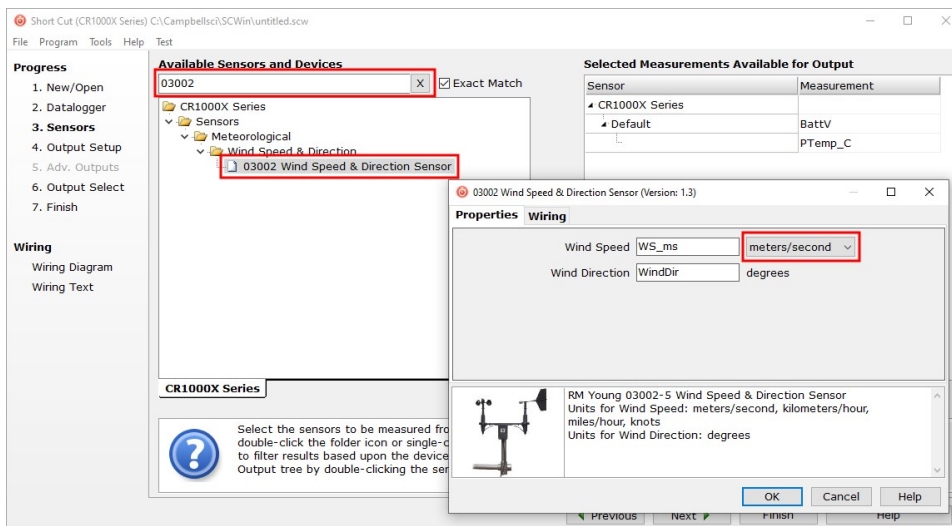 Short Cut (CR1000X Series) C:\Campbellsci\SCWin\untitled.scw
File Program Tools Help Test
Progress
1. New/Open
2. Datalogger
3. Sensors
4. Output Setup
5. Adv. Outputs
6. Output Select
7. Finish
Wiring
Wiring Diagram
Wiring Text
Available Sensors and Devices
03002 X Exact Match
CR1000X Series
Sensors
Meteorological
Wind Speed & Direction
03002 Wind Speed & Direction Sensor
CR1000X Series
Select the sensors to be measured fro
double-click the folder icon or single-c
to filter results based upon the device
Output tree by double-clicking the ser
Selected Measurements Available for Output
Sensor Measurement
CR1000X Series
Default BattV
PTemp_C
03002 Wind Speed & Direction Sensor (Version: 1.3)
Properties Wiring
Wind Speed WS_ms meters/second
Wind Direction WindDir degrees
RM Young 03002-5 Wind Speed & Direction Sensor
Units for Wind Speed: meters/second, kilometers/hour,
miles/hour, knots
Units for Wind Direction: degrees
OK Cancel Help
Previous Next Finish Help